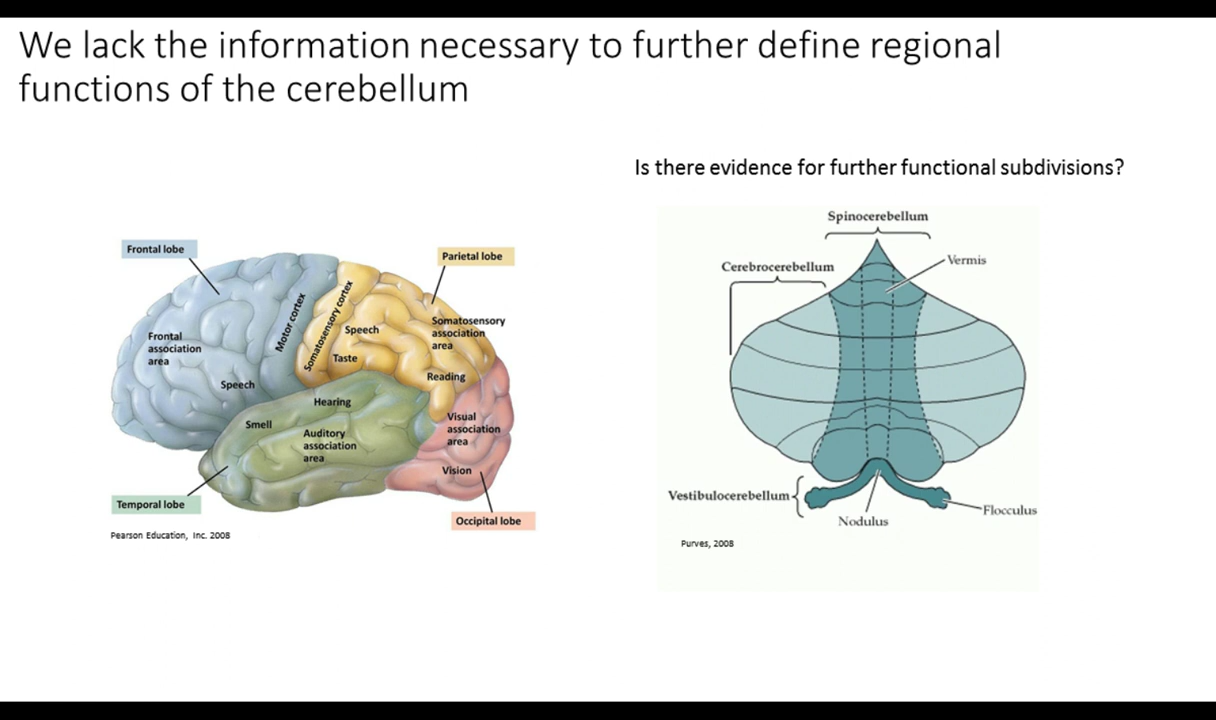 We lack the information necessary to further define regional
functions of the cerebellum
Is there evidence for further functional subdivisions?
Frontal lobe
Parietal lobe
Motor cortex
Somatosensory cortex
Frontal
association
area
Speech
Speech
Taste
Somatosensory
association
area
Reading
Hearing
Smell
Auditory
association
area
Visual
association
area
Vision
Temporal lobe
Occipital lobe
Pearson Education, Inc. 2008
Spinocerebellum
Cerebrocerebellum
Vermis
Vestibulocerebellum
Flocculus
Nodulus
Purves, 2008